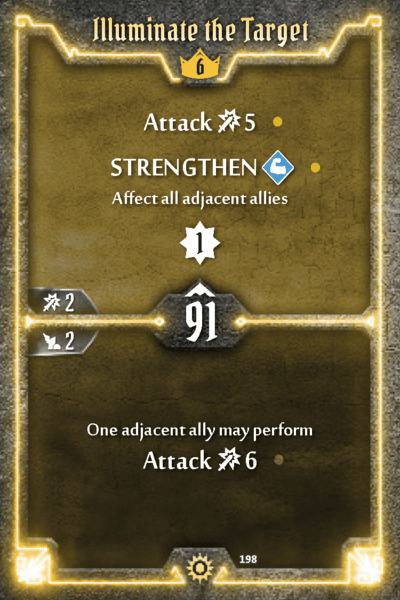 Illuminate the Target
6
Attack 5
STRENGTHEN
Affect all adjacent allies
1
2
91
2
One adjacent ally may perform
Attack 6
198